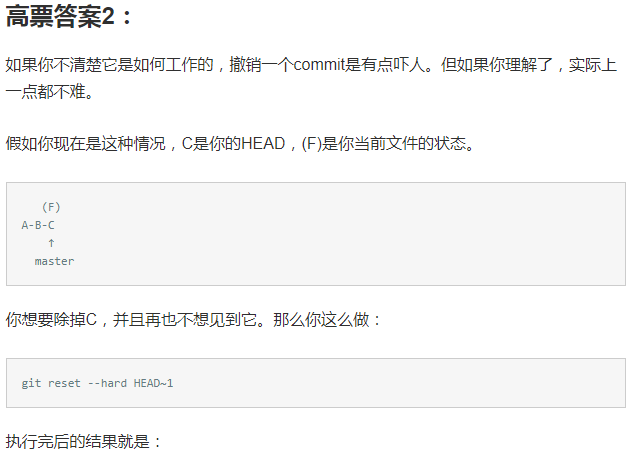 高票答案2：
如果你不清楚它是如何工作的，撤销一个commit是有点吓人。但如果你理解了，实际上
一点都不难。
假如你现在是这种情况，C是你的HEAD，(F)是你当前文件的状态。
   (F)
A-B-C
    ↑
  master
你想要除掉C，并且再也不想见到它。那么你这么做：
git reset --hard HEAD~1
执行完后的结果就是：